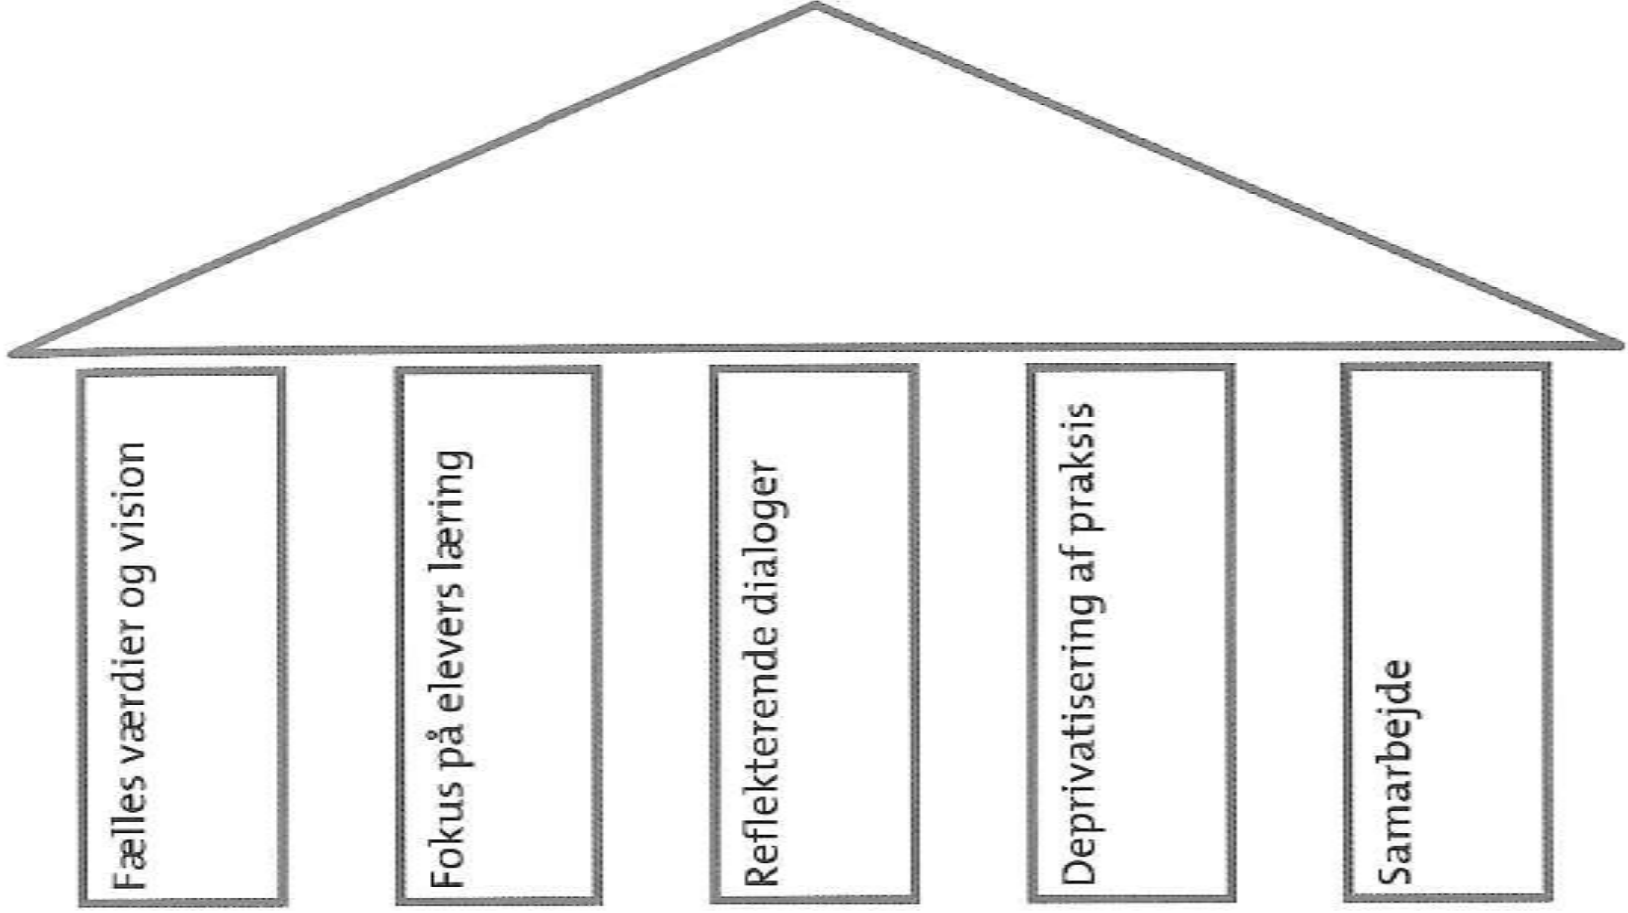 Fælles værdier og vision
Fokus på elevers læring
Reflekterende dialoger
Deprivatisering af praksis
Samarbejde